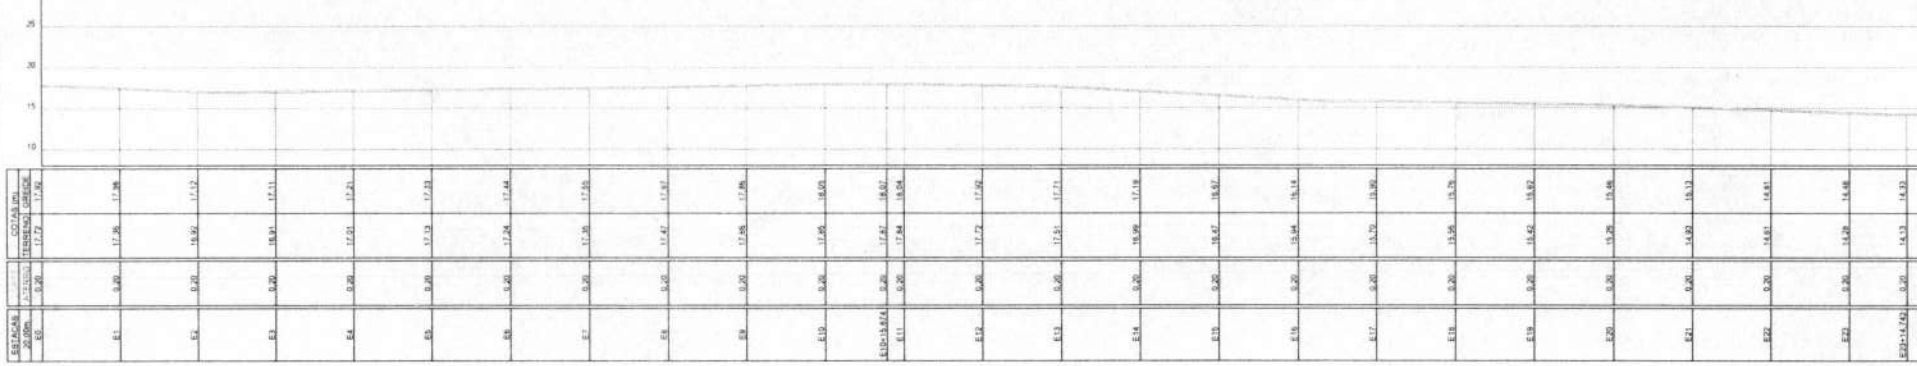 25
20
15
10
COTAS (m)
GREIDE 17.92 17.56 17.12 17.11 17.21 17.33 17.44 17.55 17.67 17.86 18.05 18.07 18.04 17.92 17.71 17.19 16.67 16.14 15.90 15.76 15.62 15.46 15.13 14.81 14.48 14.33
TERRENO 17.72 17.36 16.92 16.91 17.01 17.13 17.24 17.35 17.47 17.66 17.85 17.87 17.84 17.72 17.51 16.99 16.47 15.94 15.70 15.56 15.42 15.26 14.93 14.61 14.28 14.13
ATERRO 0.20 0.20 0.20 0.20 0.20 0.20 0.20 0.20 0.20 0.20 0.20 0.20 0.20 0.20 0.20 0.20 0.20 0.20 0.20 0.20 0.20 0.20 0.20 0.20 0.20 0.20
ESTACAS
20.00m E0 E1 E2 E3 E4 E5 E6 E7 E8 E9 E10 E10+15.674 E11 E12 E13 E14 E15 E16 E17 E18 E19 E20 E21 E22 E23 E23+14.742